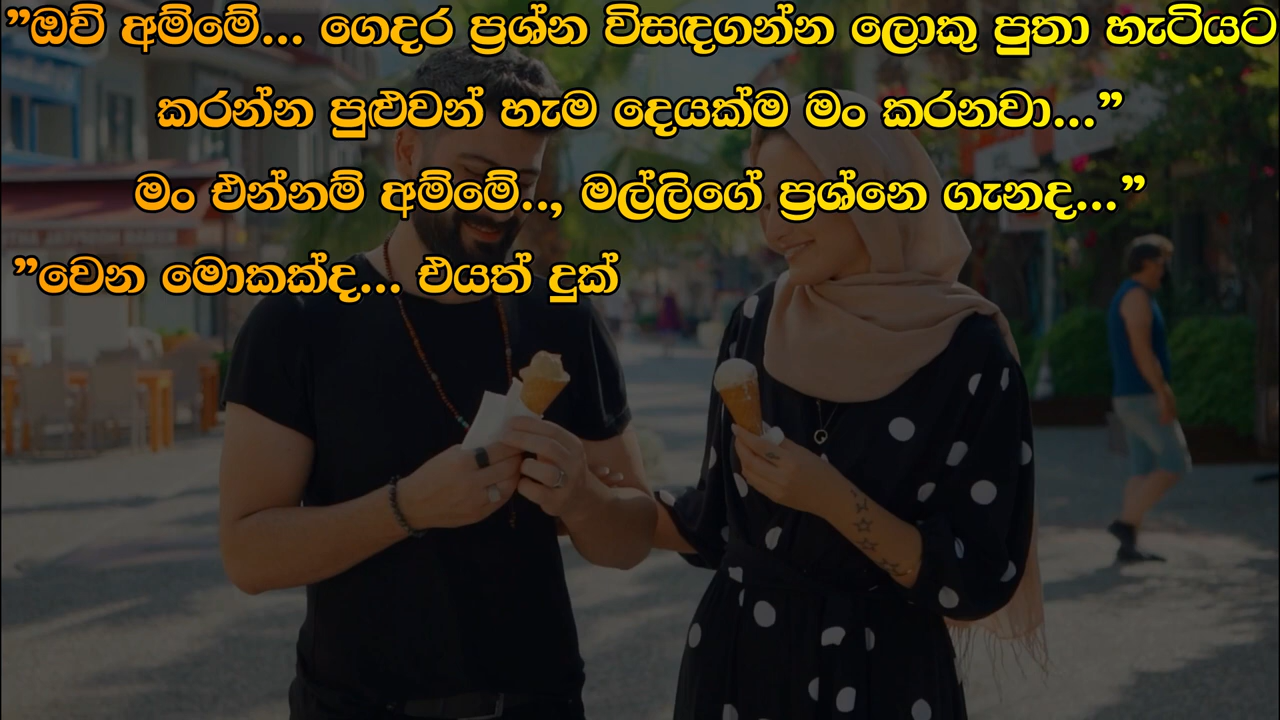 ”ඔව් අම්මේ... ගෙදර ප්‍රශ්න විසඳගන්න ලොකු පුතා හැටියට
කරන්න පුළුවන් හැම දෙයක්ම මං කරනවා...”
මං එන්නම් අම්මේ.., මල්ලිගේ ප්‍රශ්නෙ ගැනද...”
”වෙන මොකක්ද... එයත් දුක්